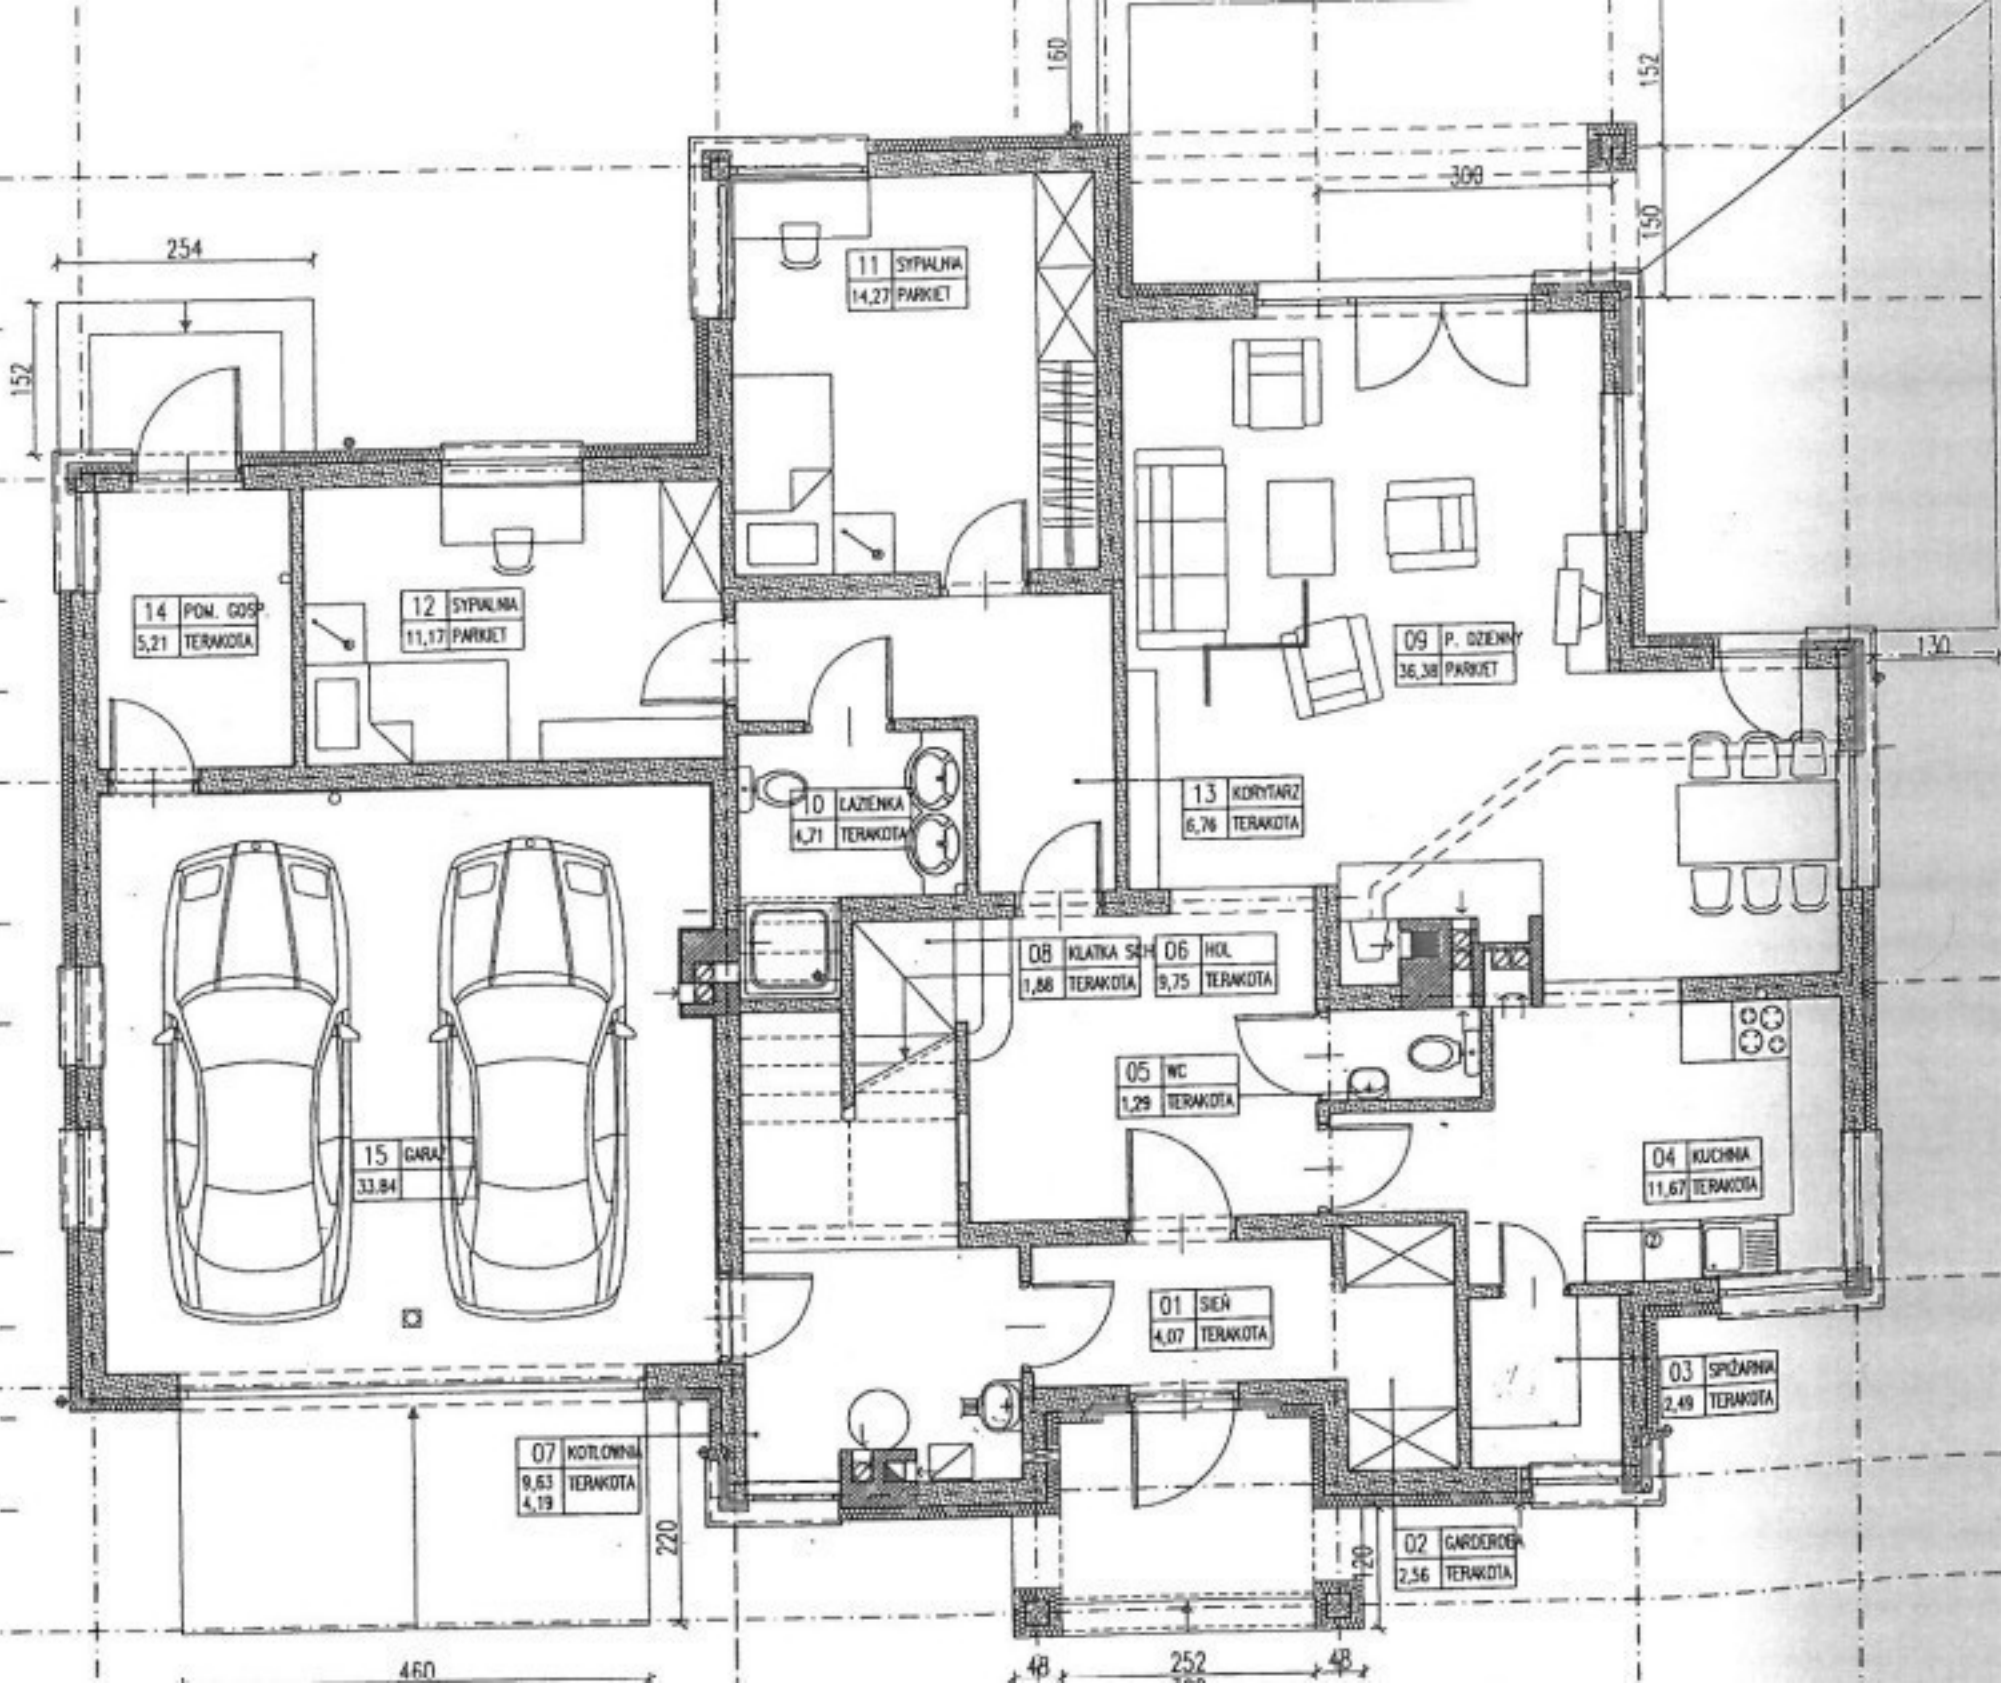 160
152
300
150
254
152
11 SYPIALNIA
14,27 PARKIET
14 POM. GOSP.
5,21 TERAKOTA
12 SYPIALNIA
11,17 PARKIET
09 P. DZIENNY
36,38 PARKIET
130
10 ŁAZIENKA
4,71 TERAKOTA
13 KORYTARZ
6,76 TERAKOTA
08 KLATKA SCH
1,88 TERAKOTA
06 HOL
9,75 TERAKOTA
05 WC
1,29 TERAKOTA
15 GARAŻ
33.84
04 KUCHNIA
11,67 TERAKOTA
01 SIEŃ
4,07 TERAKOTA
03 SPIŻARNIA
2,49 TERAKOTA
07 KOTŁOWNIA
9,63 TERAKOTA
4,19
220
02 GARDEROBA
2,56 TERAKOTA
120
460
48
252
48